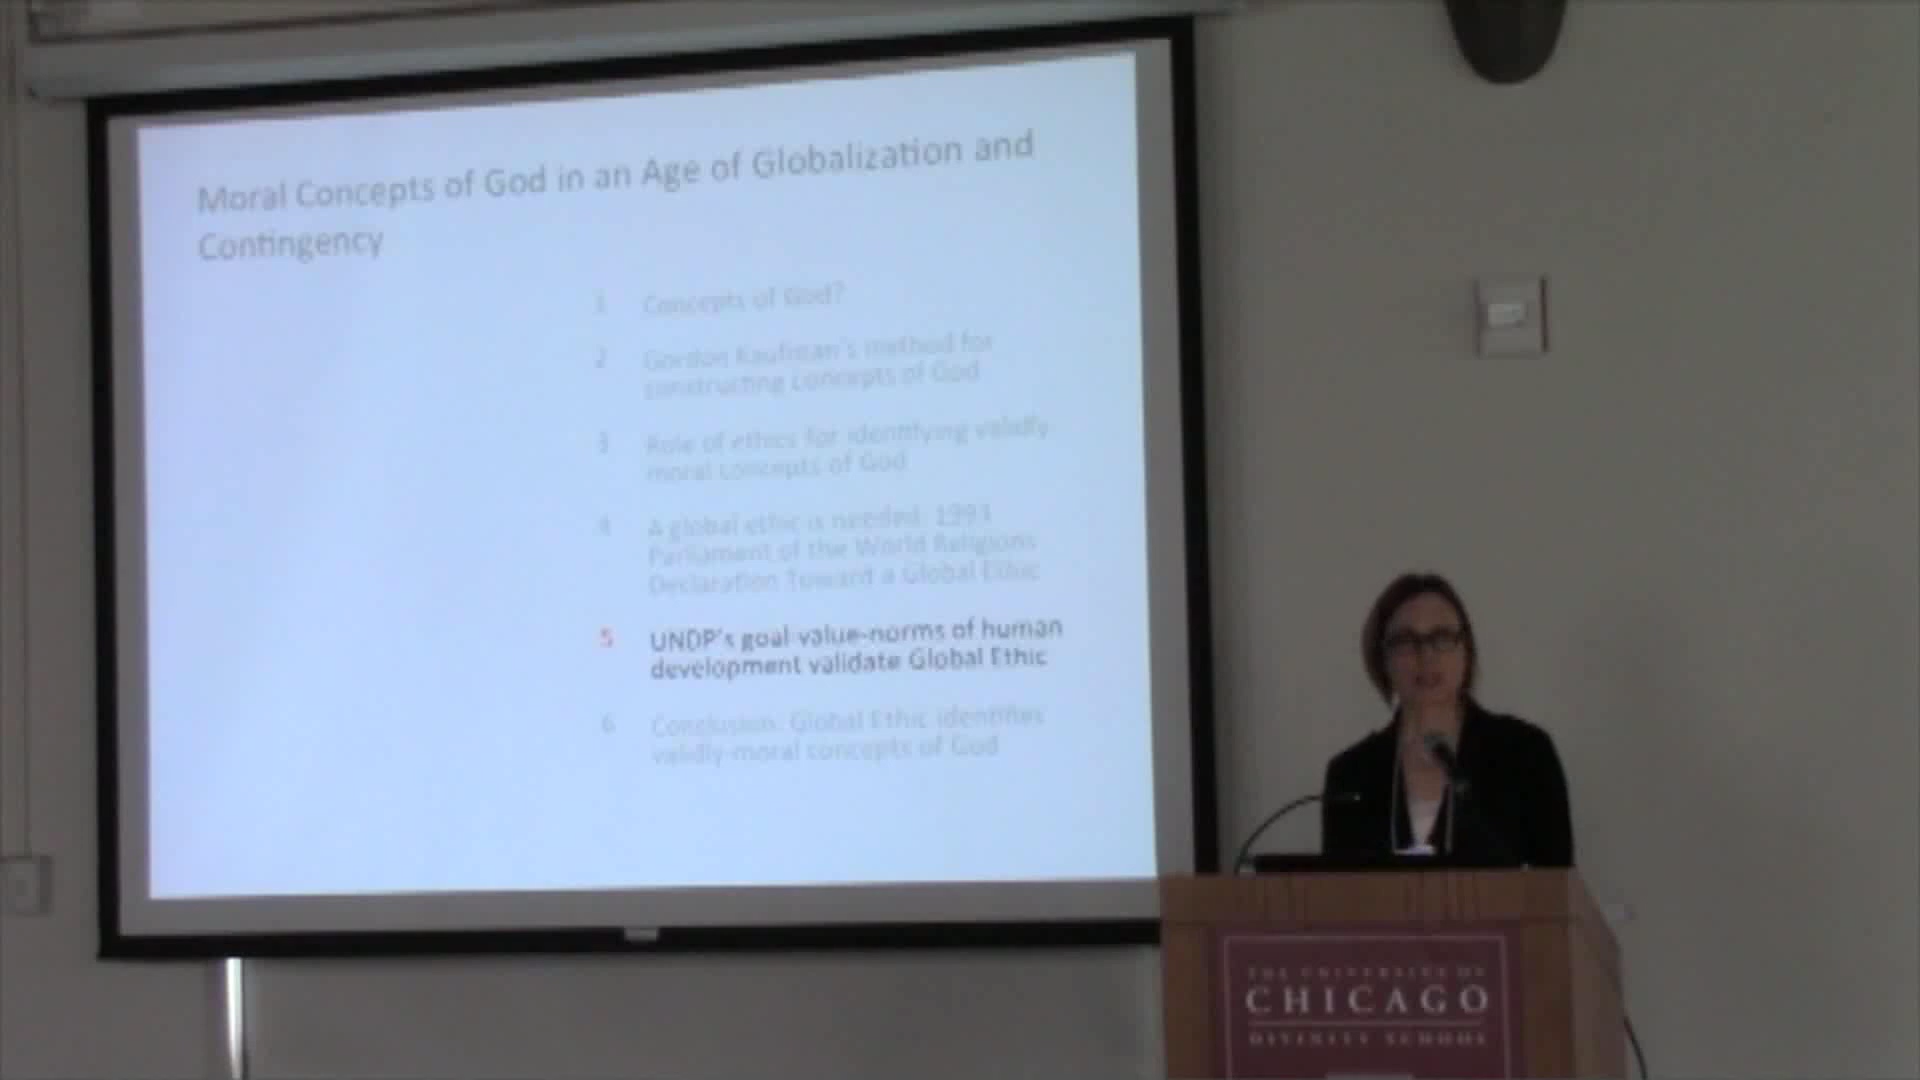 Moral Concepts of God in an Age of Globalization and
Contingency
1 Concepts of God?
2 Gordon Kaufman's method for
constructing concepts of God
3 Role of ethics for identifying validly
moral concepts of God
4 A global ethic is needed: 1993
Parliament of the World Religions
Declaration Toward a Global Ethic
5 UNDP's goal value-norms of human
development validate Global Ethic
6 Conclusion: Global Ethic identifies
validly-moral concepts of God
THE UNIVERSITY OF
CHICAGO
DIVINITY SCHOOL